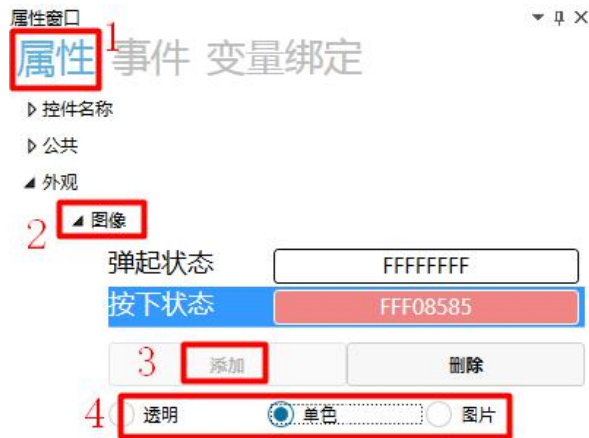 属性窗口
1
属性 事件 变量绑定
控件名称
公共
外观
2 图像
弹起状态 FFFFFFFF
按下状态 FFF08585
3 添加 删除
4 透明 单色 图片